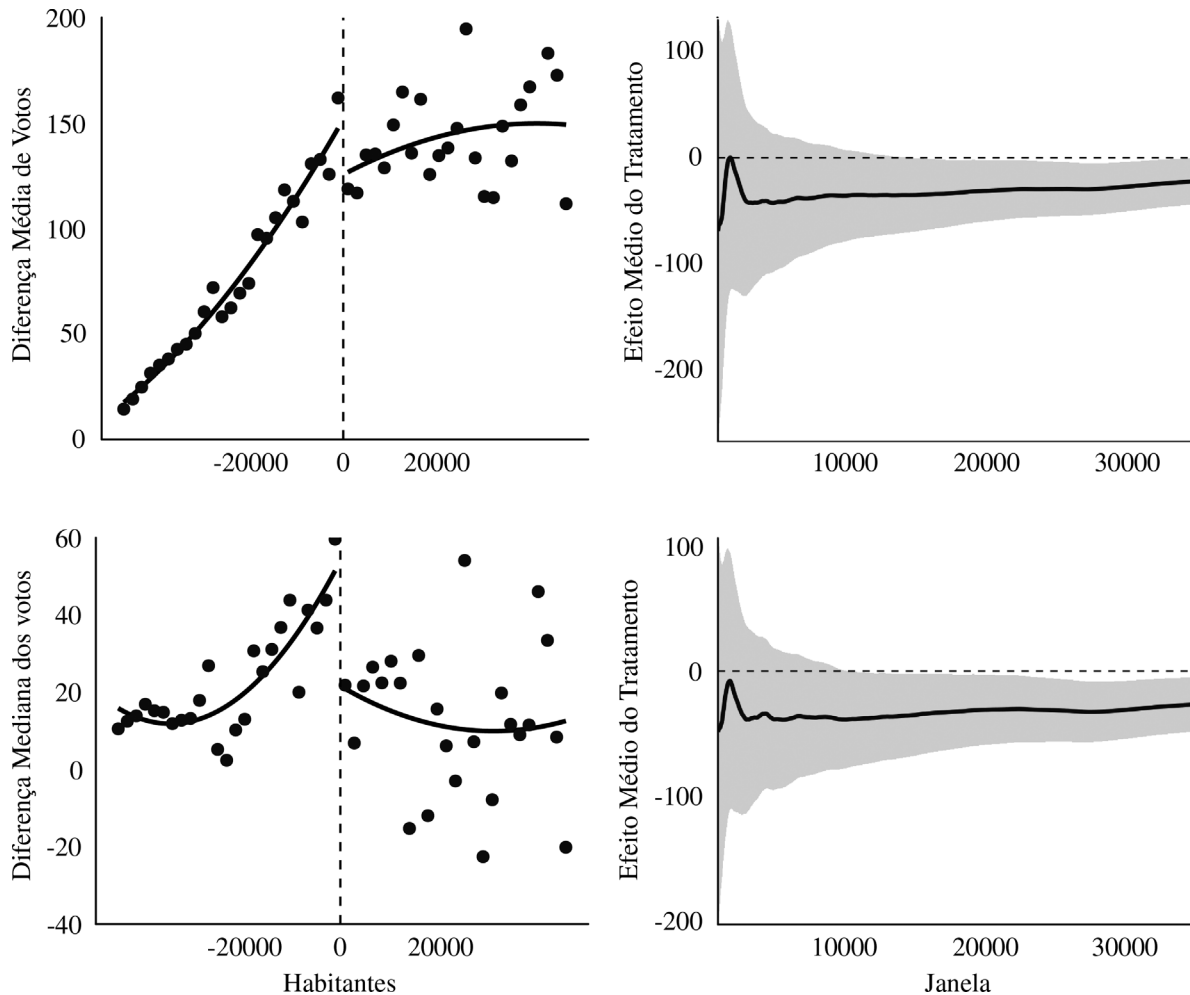 Diferença Média de Votos
200
150
100
50
0
-20000 0 20000
Efeito Médio do Tratamento
100
0
-100
-200
10000 20000 30000
Diferença Mediana dos votos
60
40
20
0
-20
-40
-20000 0 20000
Habitantes
Efeito Médio do Tratamento
100
0
-100
-200
10000 20000 30000
Janela